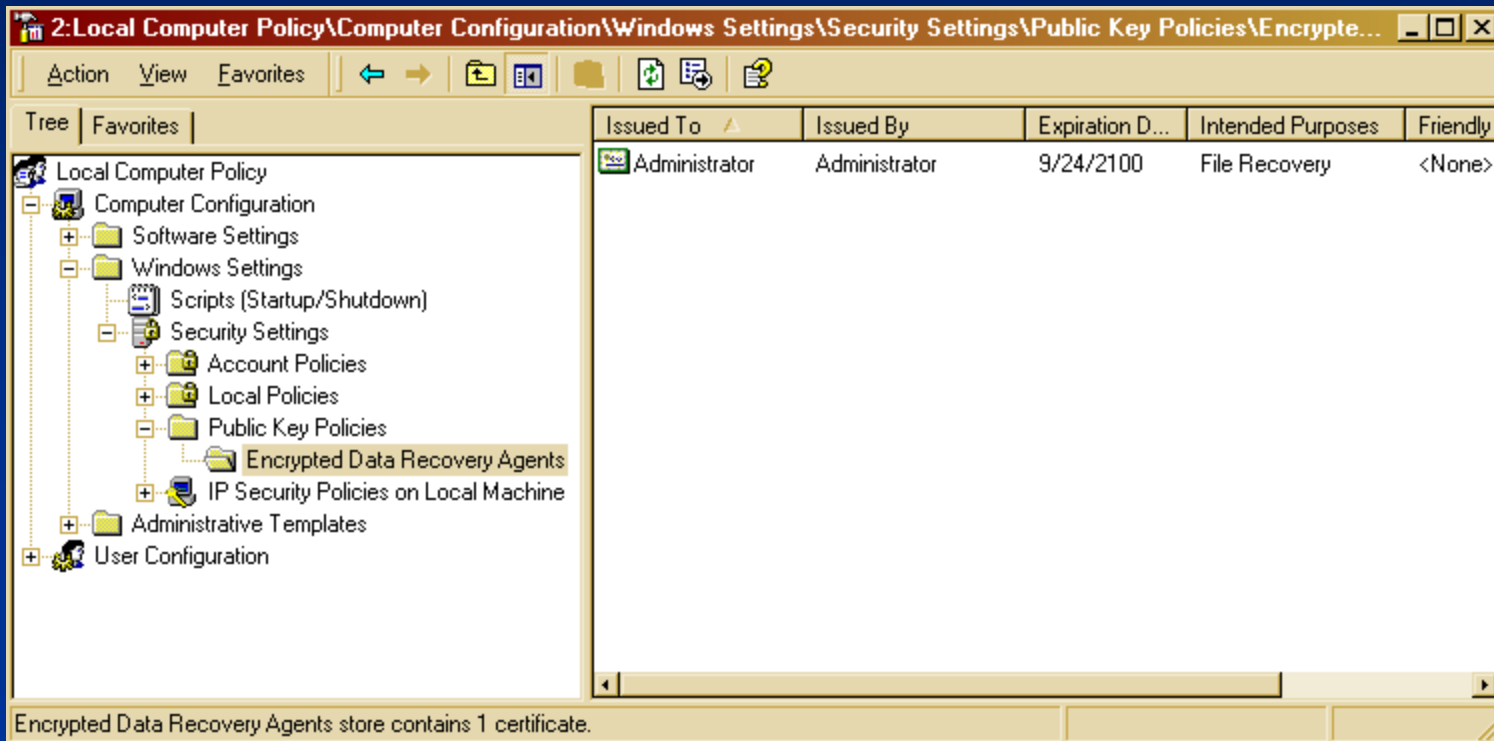 2:Local Computer Policy\Computer Configuration\Windows Settings\Security Settings\Public Key Policies\Encrypte...
Action View Favorites
Tree Favorites
Local Computer Policy
Computer Configuration
Software Settings
Windows Settings
Scripts (Startup/Shutdown)
Security Settings
Account Policies
Local Policies
Public Key Policies
Encrypted Data Recovery Agents
IP Security Policies on Local Machine
Administrative Templates
User Configuration
Issued To Issued By Expiration D... Intended Purposes Friendly
Administrator Administrator 9/24/2100 File Recovery <None>
Encrypted Data Recovery Agents store contains 1 certificate.